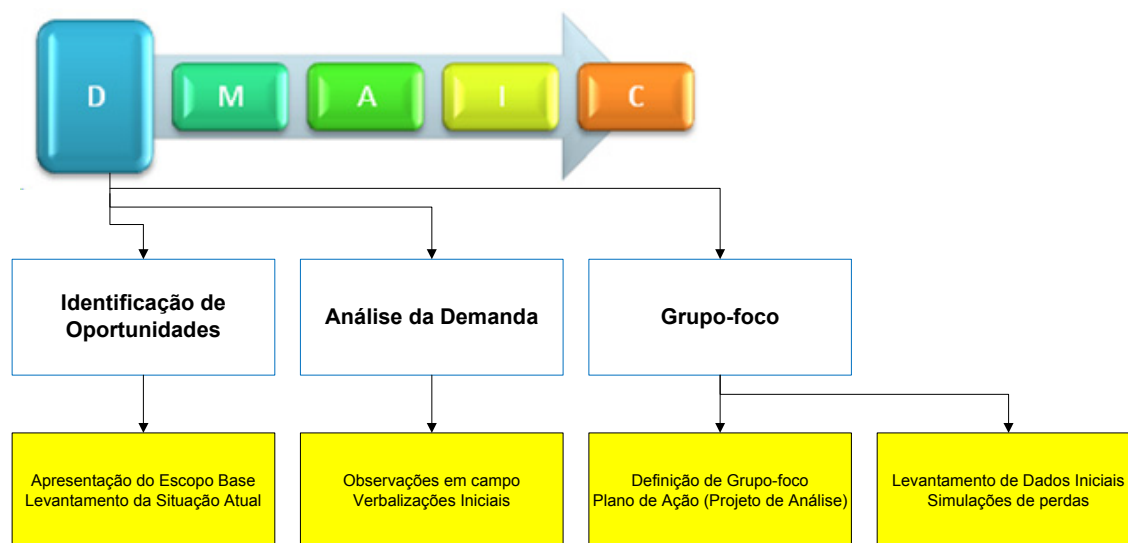 D
M
A
I
C
Identificação de
Oportunidades
Análise da Demanda
Grupo-foco
Apresentação do Escopo Base
Levantamento da Situação Atual
Observações em campo
Verbalizações Iniciais
Definição de Grupo-foco
Plano de Ação (Projeto de Análise)
Levantamento de Dados Iniciais
Simulações de perdas